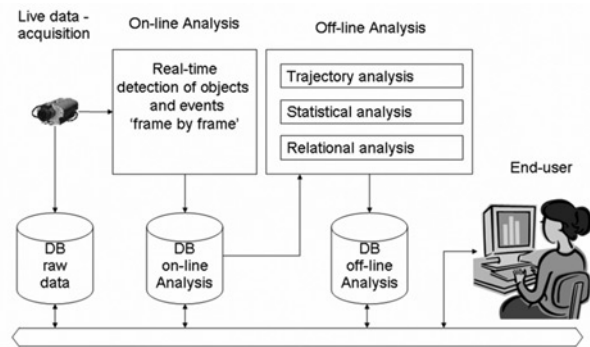 Live data -
acquisition
On-line Analysis
Off-line Analysis
Real-time
detection of objects
and events
‘frame by frame’
Trajectory analysis
Statistical analysis
Relational analysis
End-user
DB
raw
data
DB
on-line
Analysis
DB
off-line
Analysis